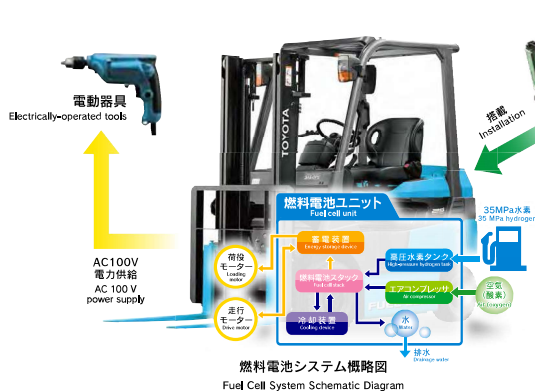 電動器具
Electrically-operated tools
TOYOTA
搭載
Installation
燃料電池ユニット
Fuel cell unit
35MPa水素
35 MPa hydrogen
蓄電装置
Energy storage device
高圧水素タンク
High-pressure hydrogen tank
荷役
モーター
Loading
motor
燃料電池スタック
Fuel cell stack
エアコンプレッサ
Air compressor
空気
(酸素)
Air (oxygen)
AC100V
電力供給
AC 100 V
power supply
走行
モーター
Drive motor
冷却装置
Cooling device
水
Water
排水
Drainage water
燃料電池システム概略図
Fuel Cell System Schematic Diagram